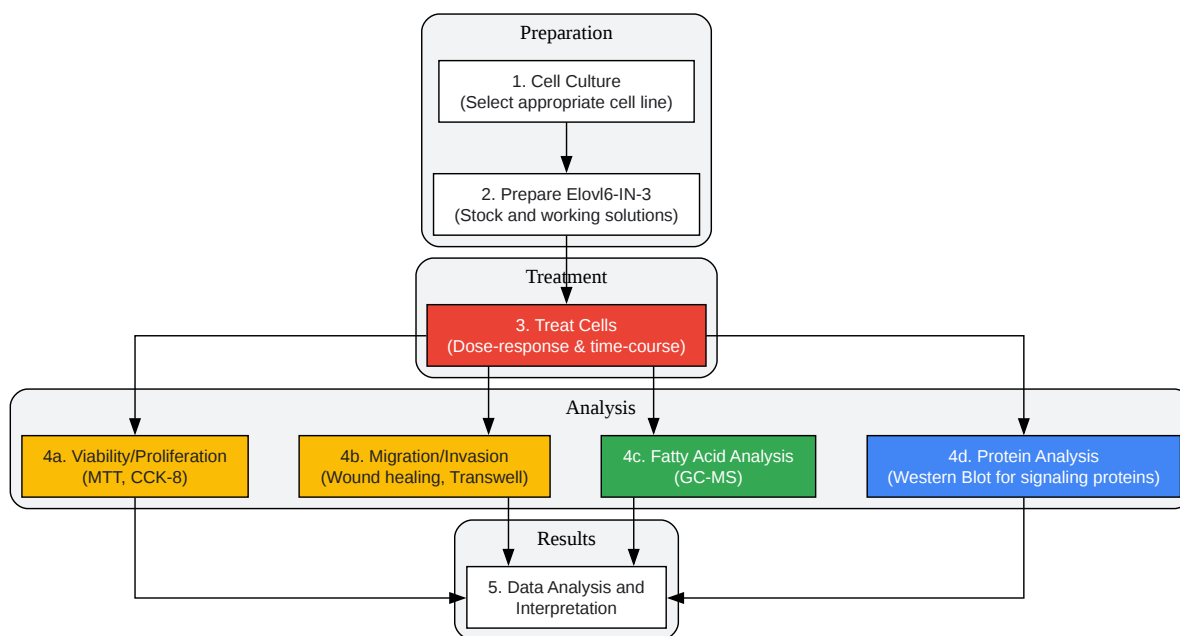 Preparation
1. Cell Culture
(Select appropriate cell line)
2. Prepare Elovl6-IN-3
(Stock and working solutions)
Treatment
3. Treat Cells
(Dose-response & time-course)
Analysis
4a. Viability/Proliferation
(MTT, CCK-8)
4b. Migration/Invasion
(Wound healing, Transwell)
4c. Fatty Acid Analysis
(GC-MS)
4d. Protein Analysis
(Western Blot for signaling proteins)
Results
5. Data Analysis and
Interpretation